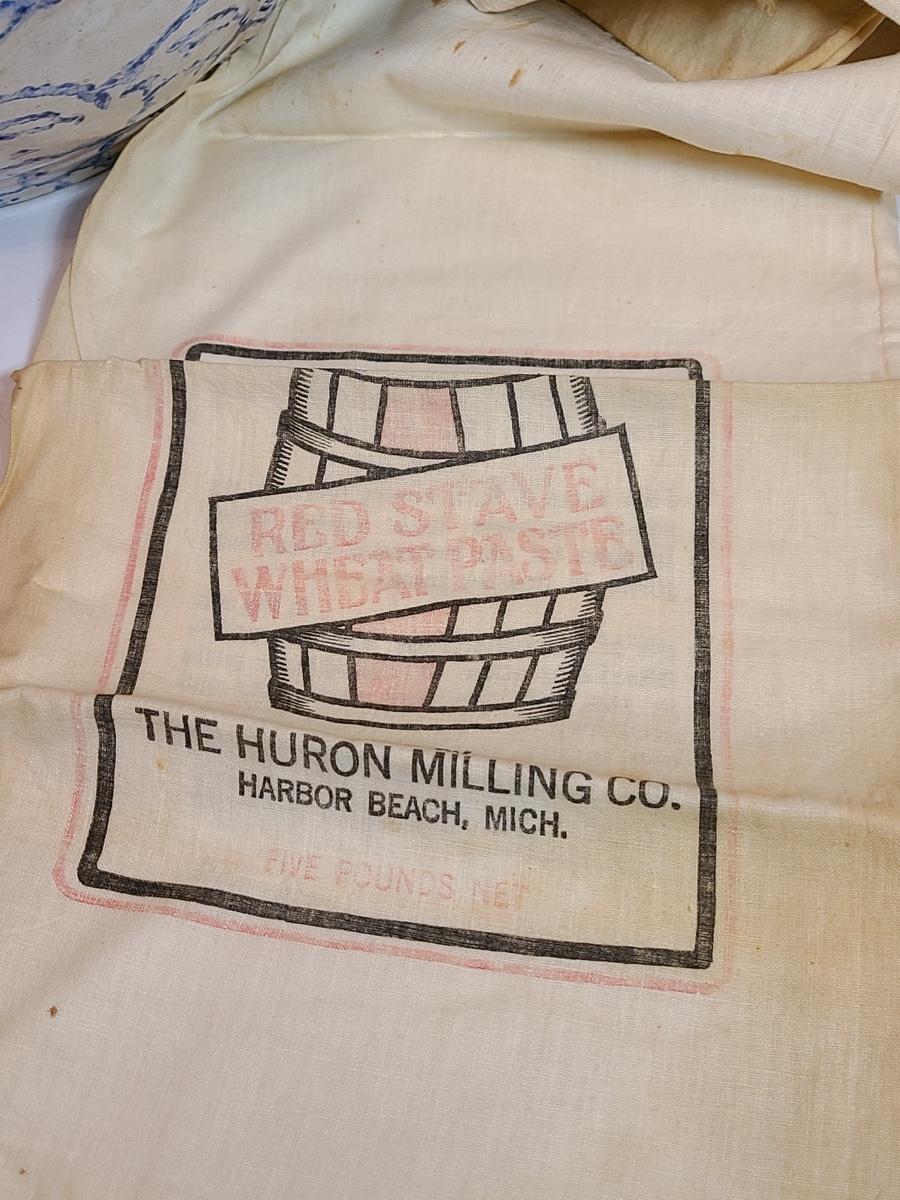 RED STAVE
WHEAT PASTE
THE HURON MILLING CO.
HARBOR BEACH, MICH.
FIVE POUNDS NET